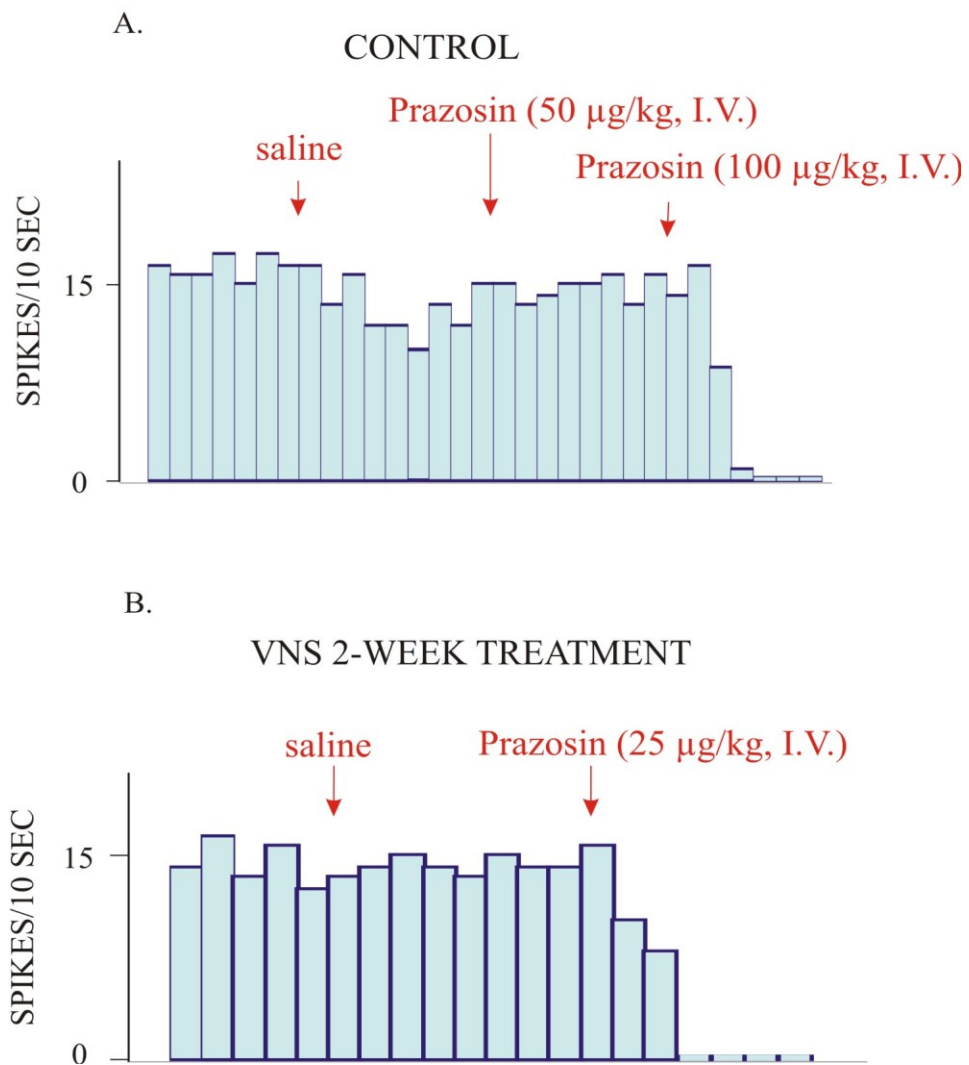 A.
CONTROL
Prazosin (50 µg/kg, I.V.)
saline
Prazosin (100 µg/kg, I.V.)
SPIKES/10 SEC
15
0
B.
VNS 2-WEEK TREATMENT
saline
Prazosin (25 µg/kg, I.V.)
SPIKES/10 SEC
15
0